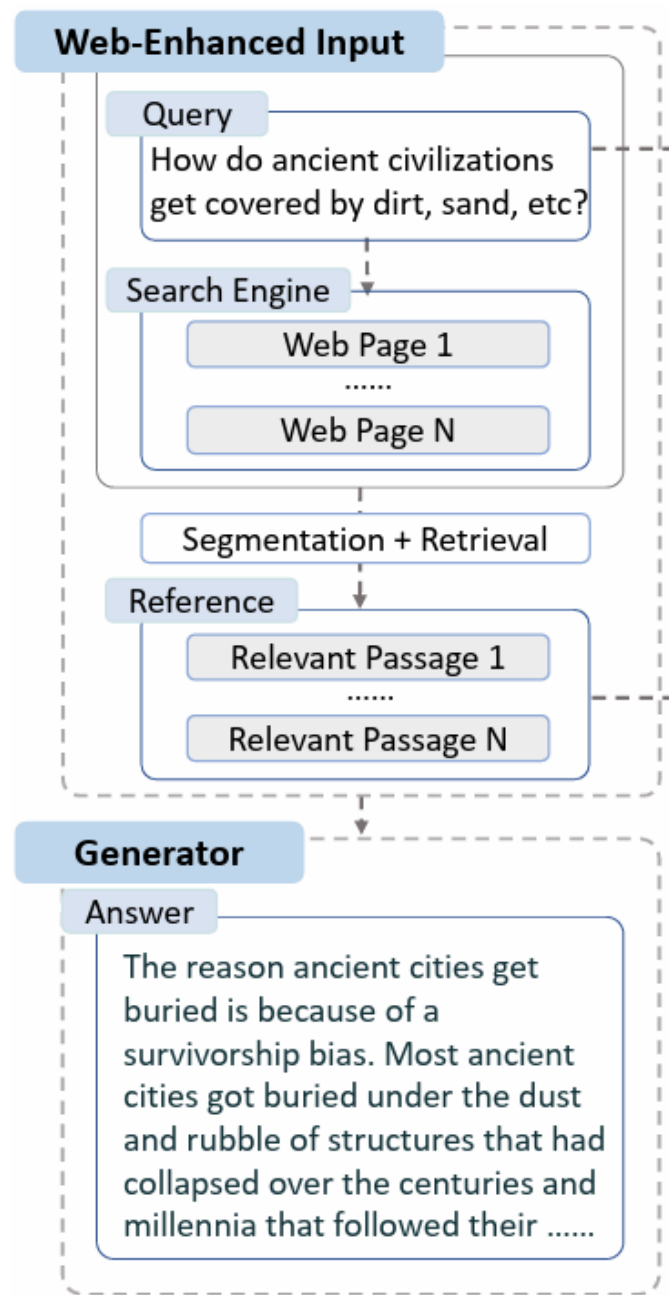 Web-Enhanced Input
Query
How do ancient civilizations
get covered by dirt, sand, etc?
Search Engine
Web Page 1
......
Web Page N
Segmentation + Retrieval
Reference
Relevant Passage 1
......
Relevant Passage N
Generator
Answer
The reason ancient cities get
buried is because of a
survivorship bias. Most ancient
cities got buried under the dust
and rubble of structures that had
collapsed over the centuries and
millennia that followed their ......